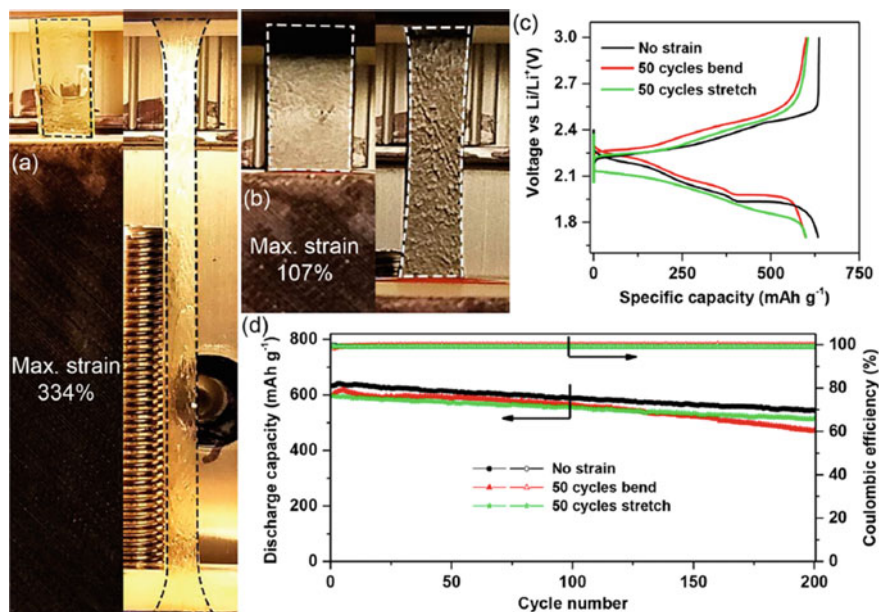 (a)
Max. strain
334%
(b)
Max. strain
107%
(c)
Voltage vs Li/Li⁺(V)
3.0
2.7
2.4
2.1
1.8
No strain
50 cycles bend
50 cycles stretch
0
250
500
750
Specific capacity (mAh g⁻¹)
(d)
Discharge capacity (mAh g⁻¹)
800
600
400
200
0
No strain
50 cycles bend
50 cycles stretch
100
80
60
40
20
0
Coulombic efficiency (%)
0
50
100
150
200
Cycle number